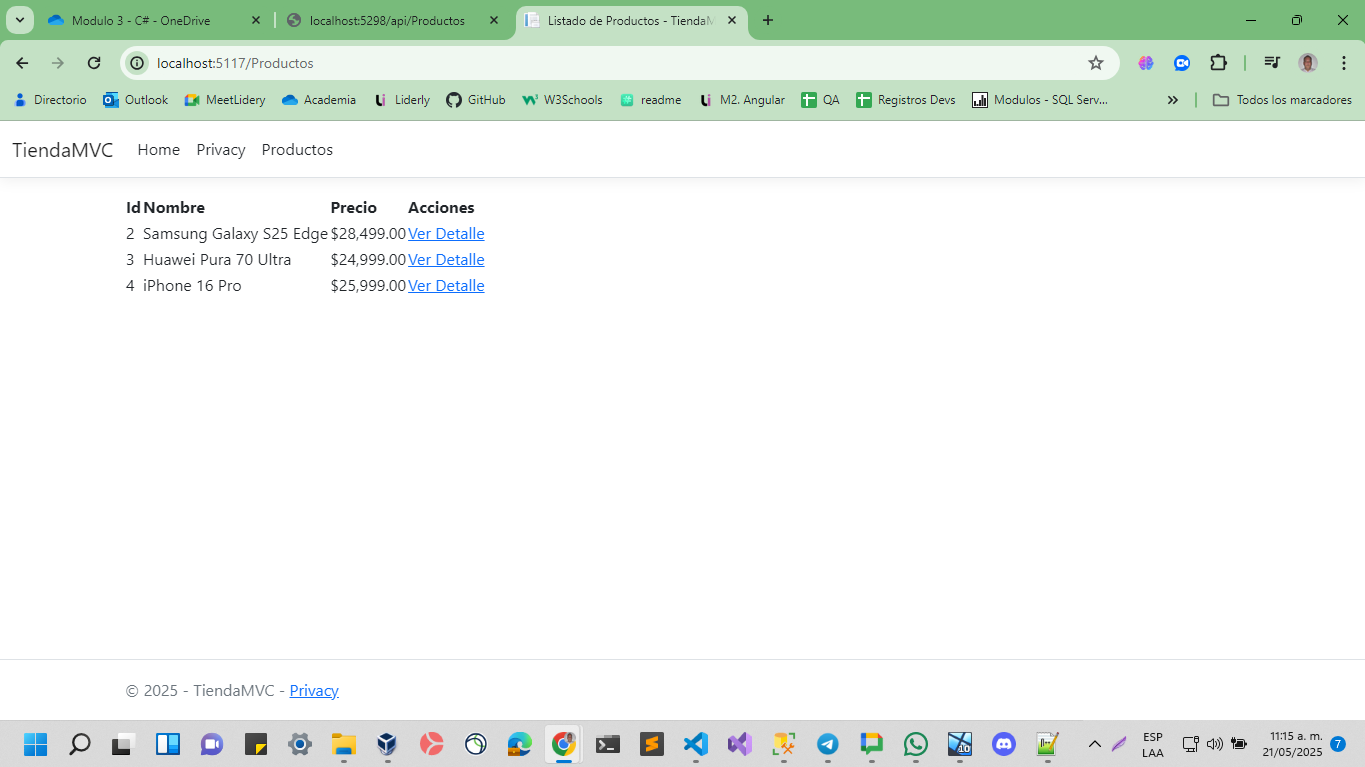 Modulo 3 - C# - OneDrive
localhost:5298/api/Productos
Listado de Productos - TiendaM
localhost:5117/Productos
Directorio Outlook MeetLidery Academia Liderly GitHub W3Schools readme M2. Angular QA Registros Devs Modulos - SQL Serv... » Todos los marcadores
TiendaMVC Home Privacy Productos
Id Nombre Precio Acciones
2 Samsung Galaxy S25 Edge $28,499.00 Ver Detalle
3 Huawei Pura 70 Ultra $24,999.00 Ver Detalle
4 iPhone 16 Pro $25,999.00 Ver Detalle
© 2025 - TiendaMVC - Privacy
10
ESP
LAA
11:15 a. m.
21/05/2025
7